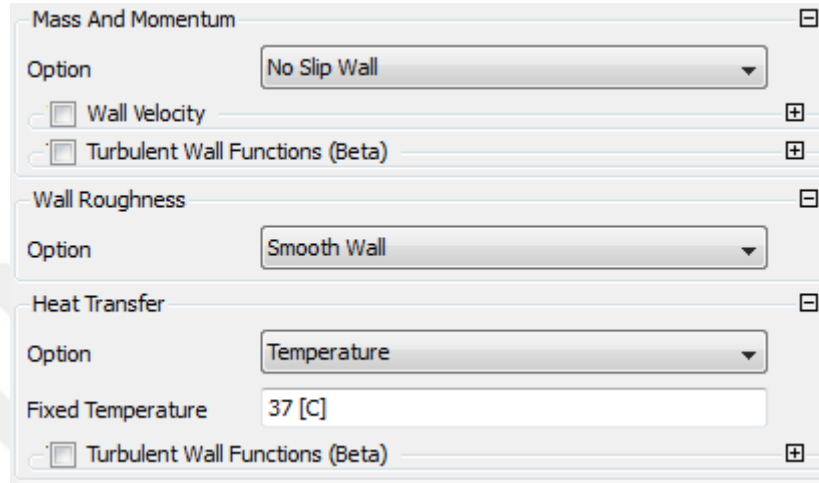 Mass And Momentum
Option No Slip Wall
Wall Velocity
Turbulent Wall Functions (Beta)
Wall Roughness
Option Smooth Wall
Heat Transfer
Option Temperature
Fixed Temperature 37 [C]
Turbulent Wall Functions (Beta)